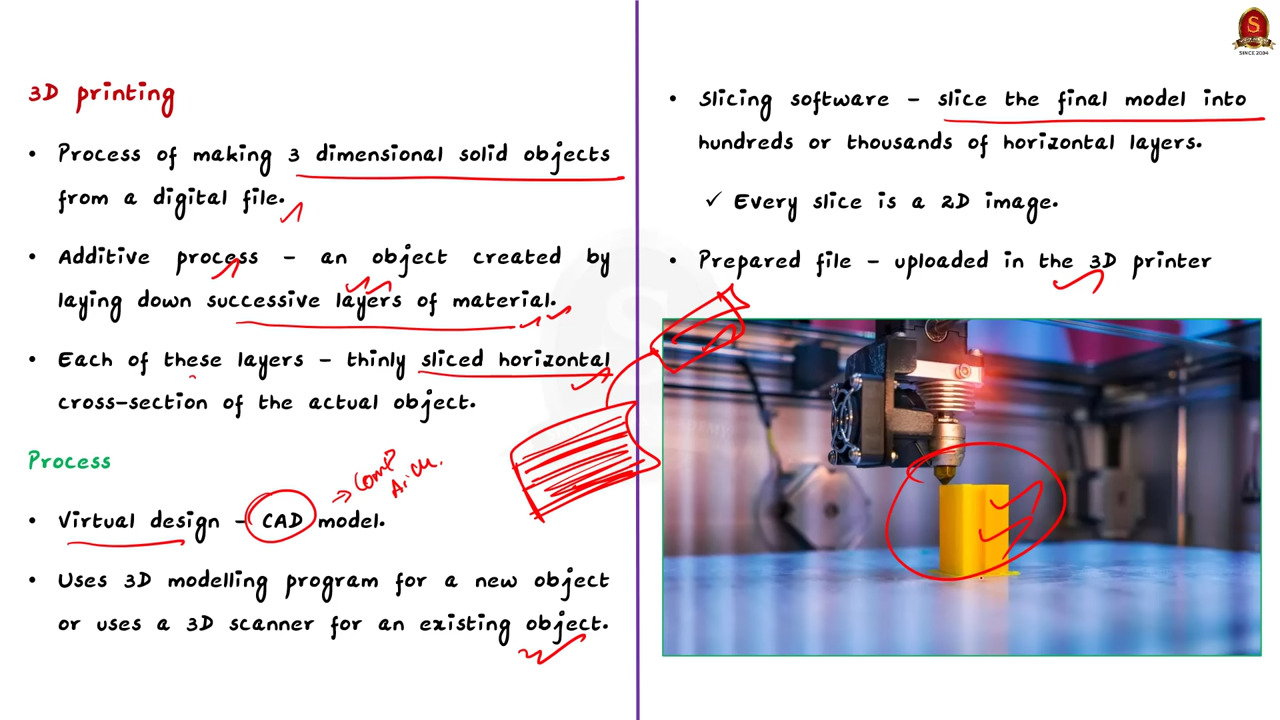 3D printing
• Process of making 3 dimensional solid objects
from a digital file.
• Additive process – an object created by
laying down successive layers of material.
• Each of these layers – thinly sliced horizontal
cross-section of the actual object.
Process
• Virtual design – CAD model.
• Uses 3D modelling program for a new object
or uses a 3D scanner for an existing object.
• Slicing software – slice the final model into
hundreds or thousands of horizontal layers.
✓ Every slice is a 2D image.
• Prepared file – uploaded in the 3D printer
S
SINCE 2004